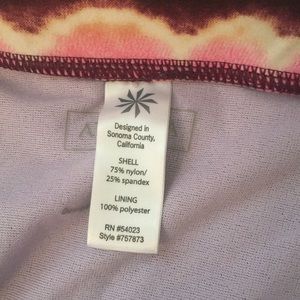 Designed in
Sonoma County,
California
SHELL
75% nylon/
25% spandex
LINING
100% polyester
RN #54023
Style #757873